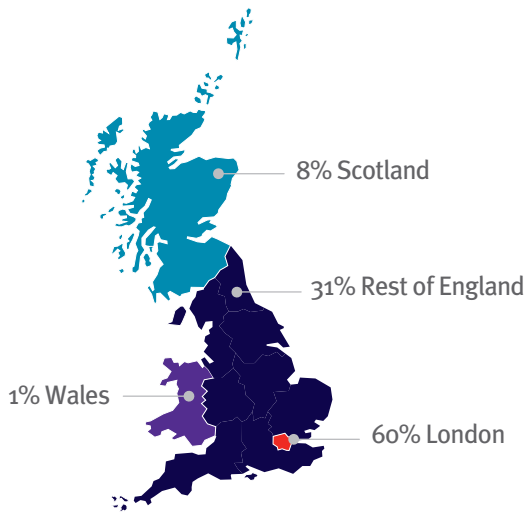 8% Scotland
31% Rest of England
1% Wales
60% London